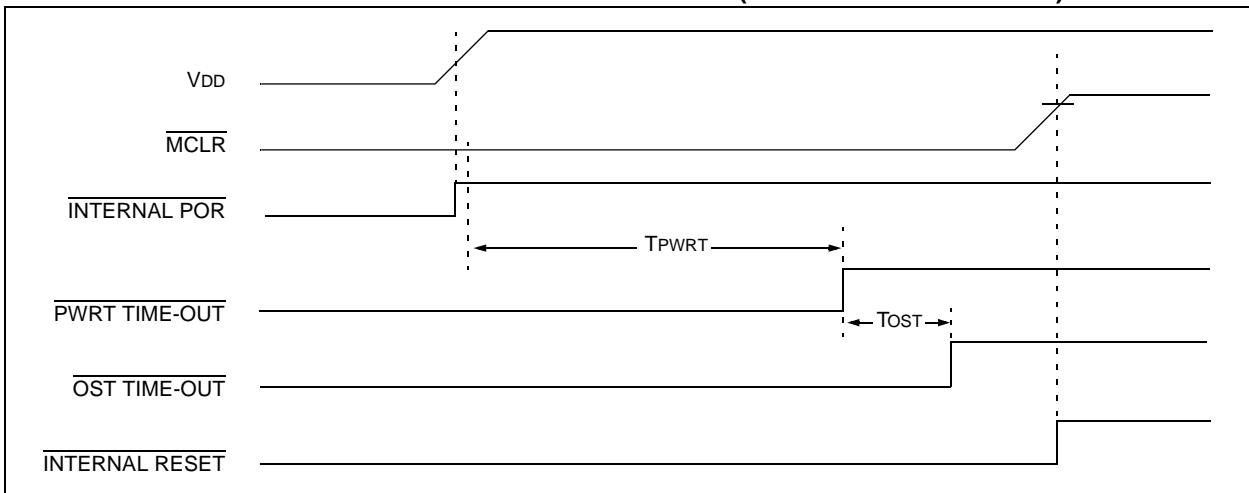 VDD
MCLR
INTERNAL POR
TPWRT
PWRT TIME-OUT
TOST
OST TIME-OUT
INTERNAL RESET